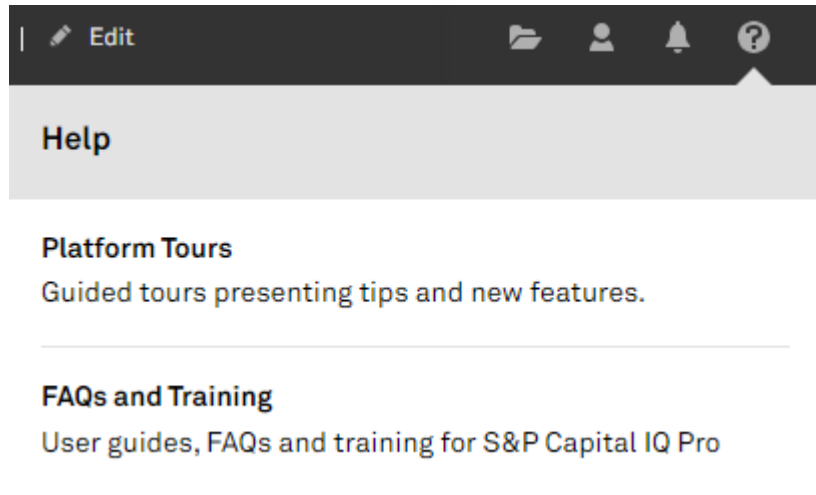 | Edit
Help
Platform Tours
Guided tours presenting tips and new features.
FAQs and Training
User guides, FAQs and training for S&P Capital IQ Pro